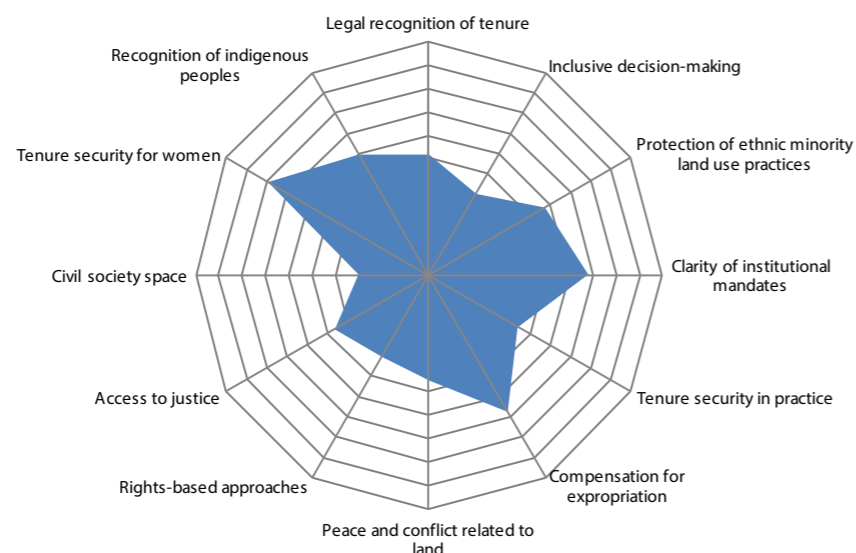 Legal recognition of tenure
Inclusive decision-making
Protection of ethnic minority
land use practices
Clarity of institutional
mandates
Tenure security in practice
Compensation for
expropriation
Peace and conflict related to
land
Rights-based approaches
Access to justice
Civil society space
Tenure security for women
Recognition of indigenous
peoples